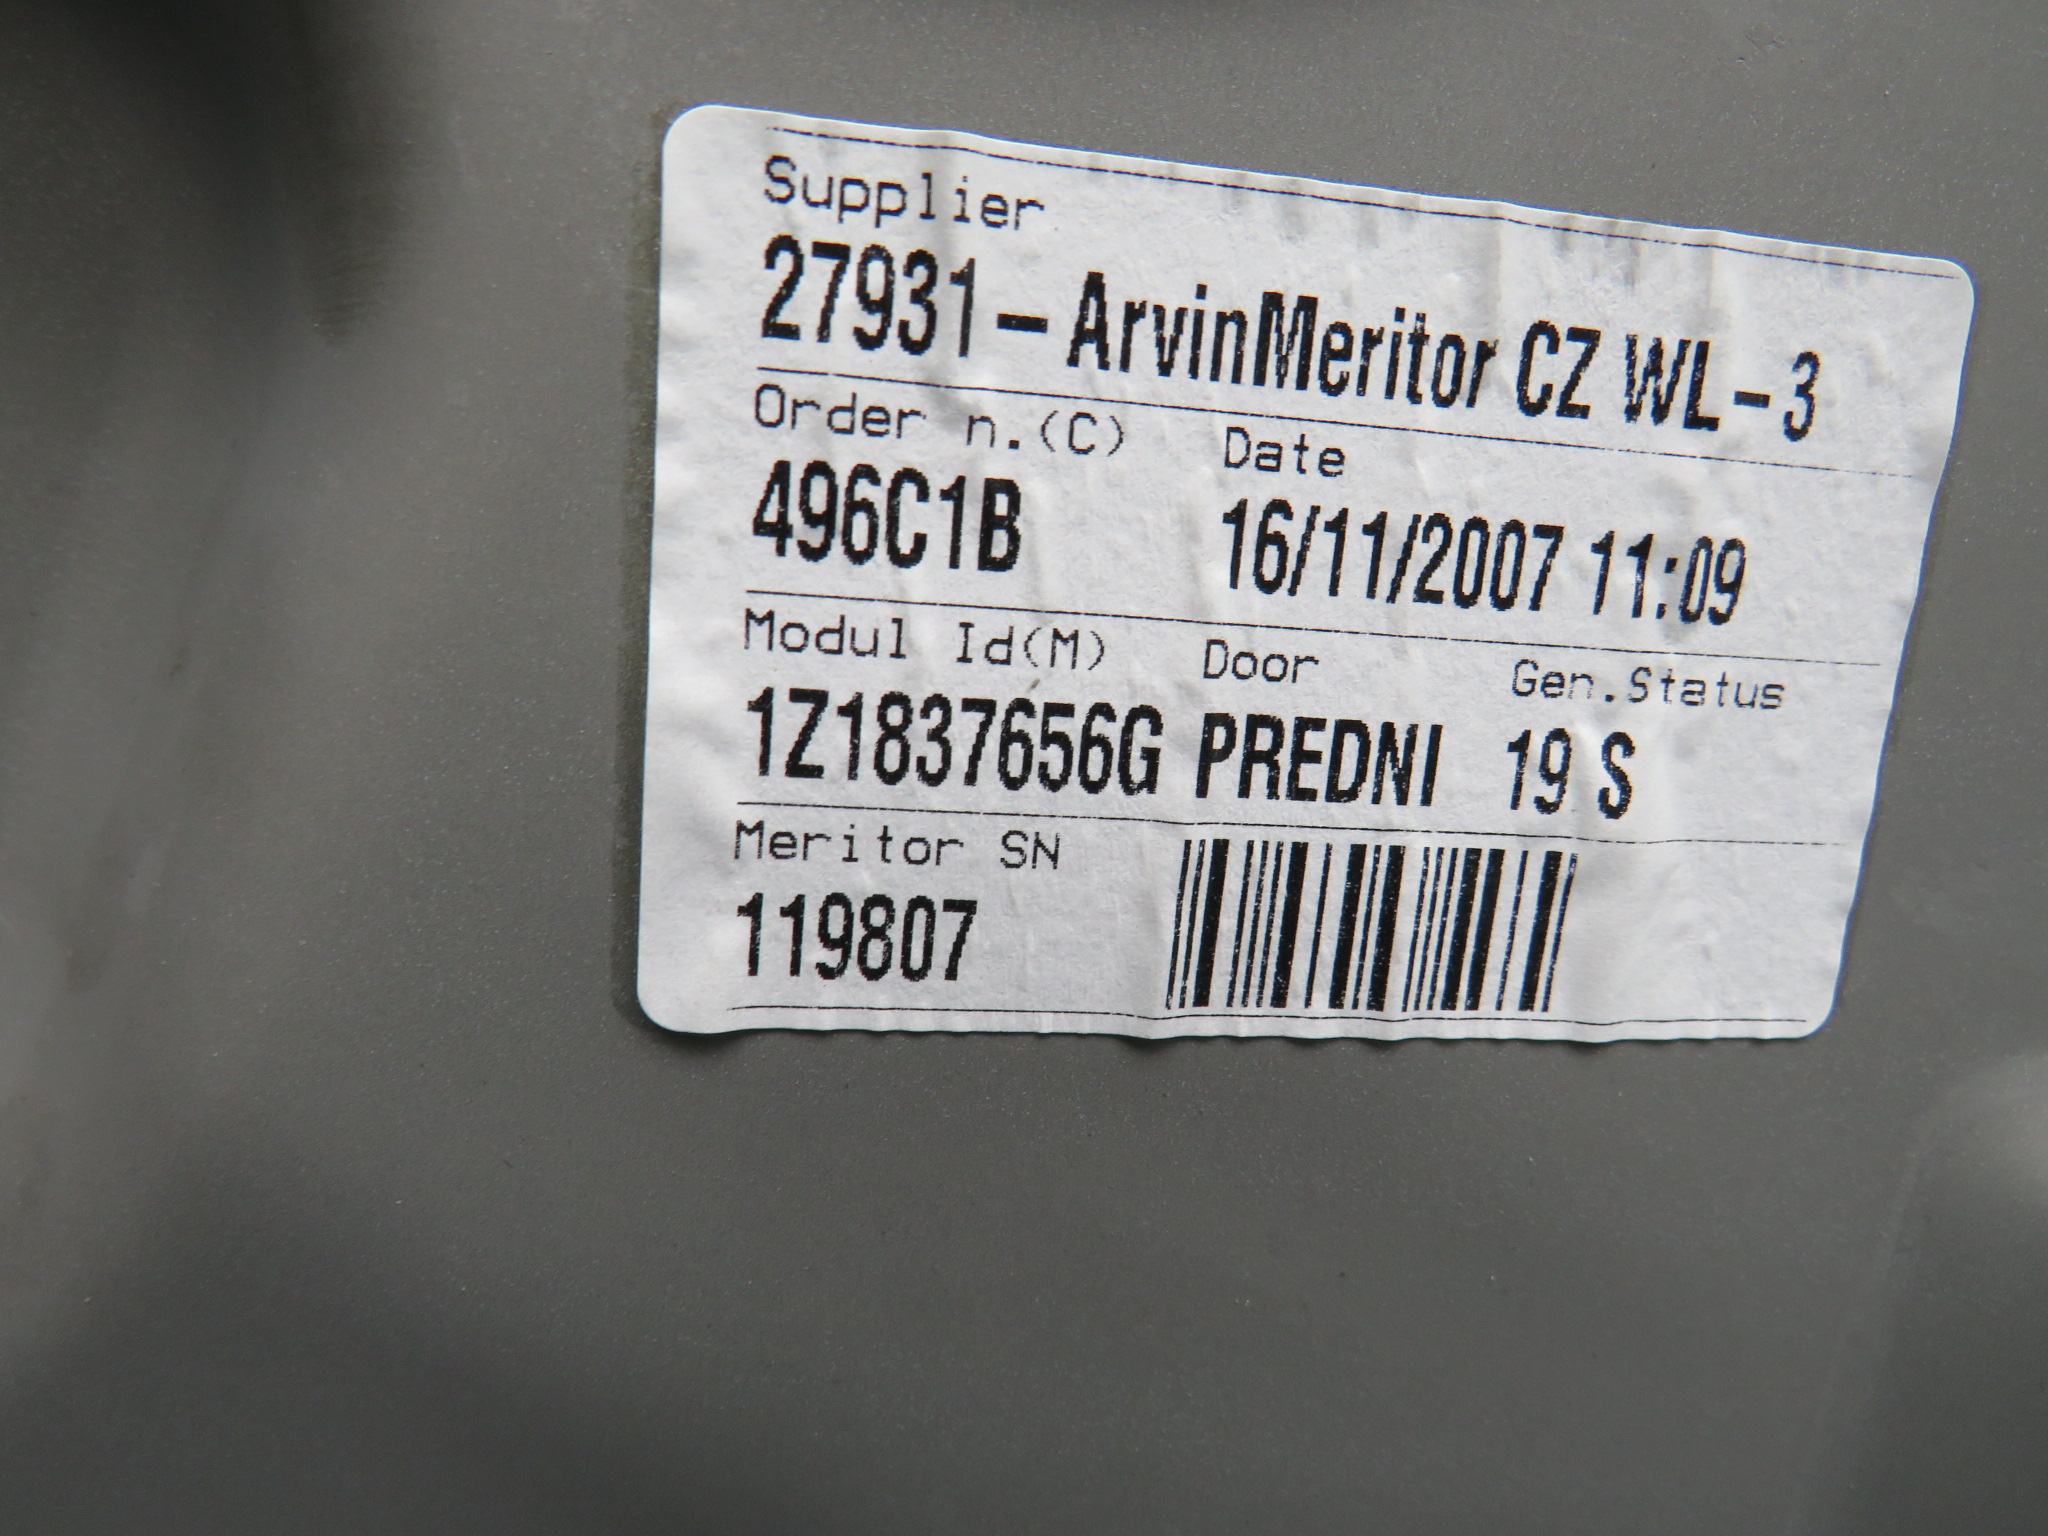 Supplier
27931-ArvinMeritor CZ WL-3
Order n.(C) Date
496C1B 16/11/2007 11:09
Modul Id(M) Door Gen.Status
1Z1837656G PREDNI 19 S
Meritor SN
119807